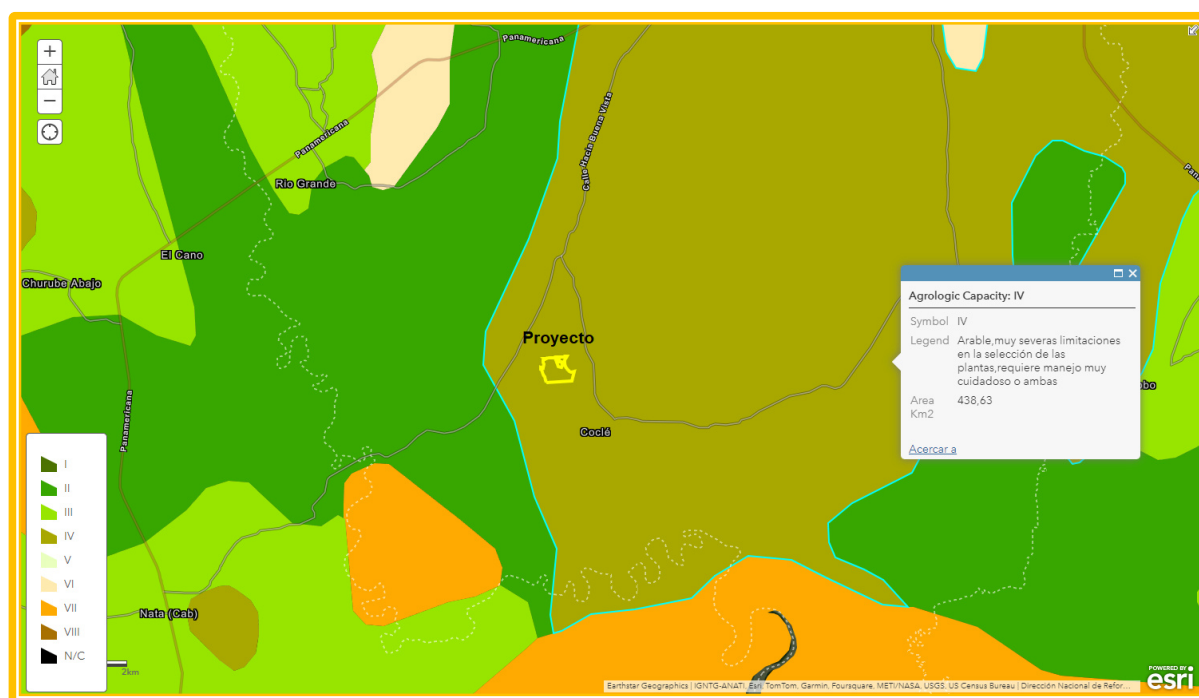 Panamericana
Calle Hacia Buena Vista
Panamericana
Rio Grande
El Cano
Churube Abajo
Proyecto
Coclé
Panamericana
Nata (Cab)
+
−
Agrologic Capacity: IV
Symbol IV
Legend Arable,muy severas limitaciones
en la selección de las
plantas,requiere manejo muy
cuidadoso o ambas
Area 438,63
Km2
Acercar a
I
II
III
IV
V
VI
VII
VIII
N/C
2km
Earthstar Geographics | IGNTG-ANATI, Esri, TomTom, Garmin, Foursquare, METI/NASA, USGS, US Census Bureau | Dirección Nacional de Refor...
POWERED BY
esri